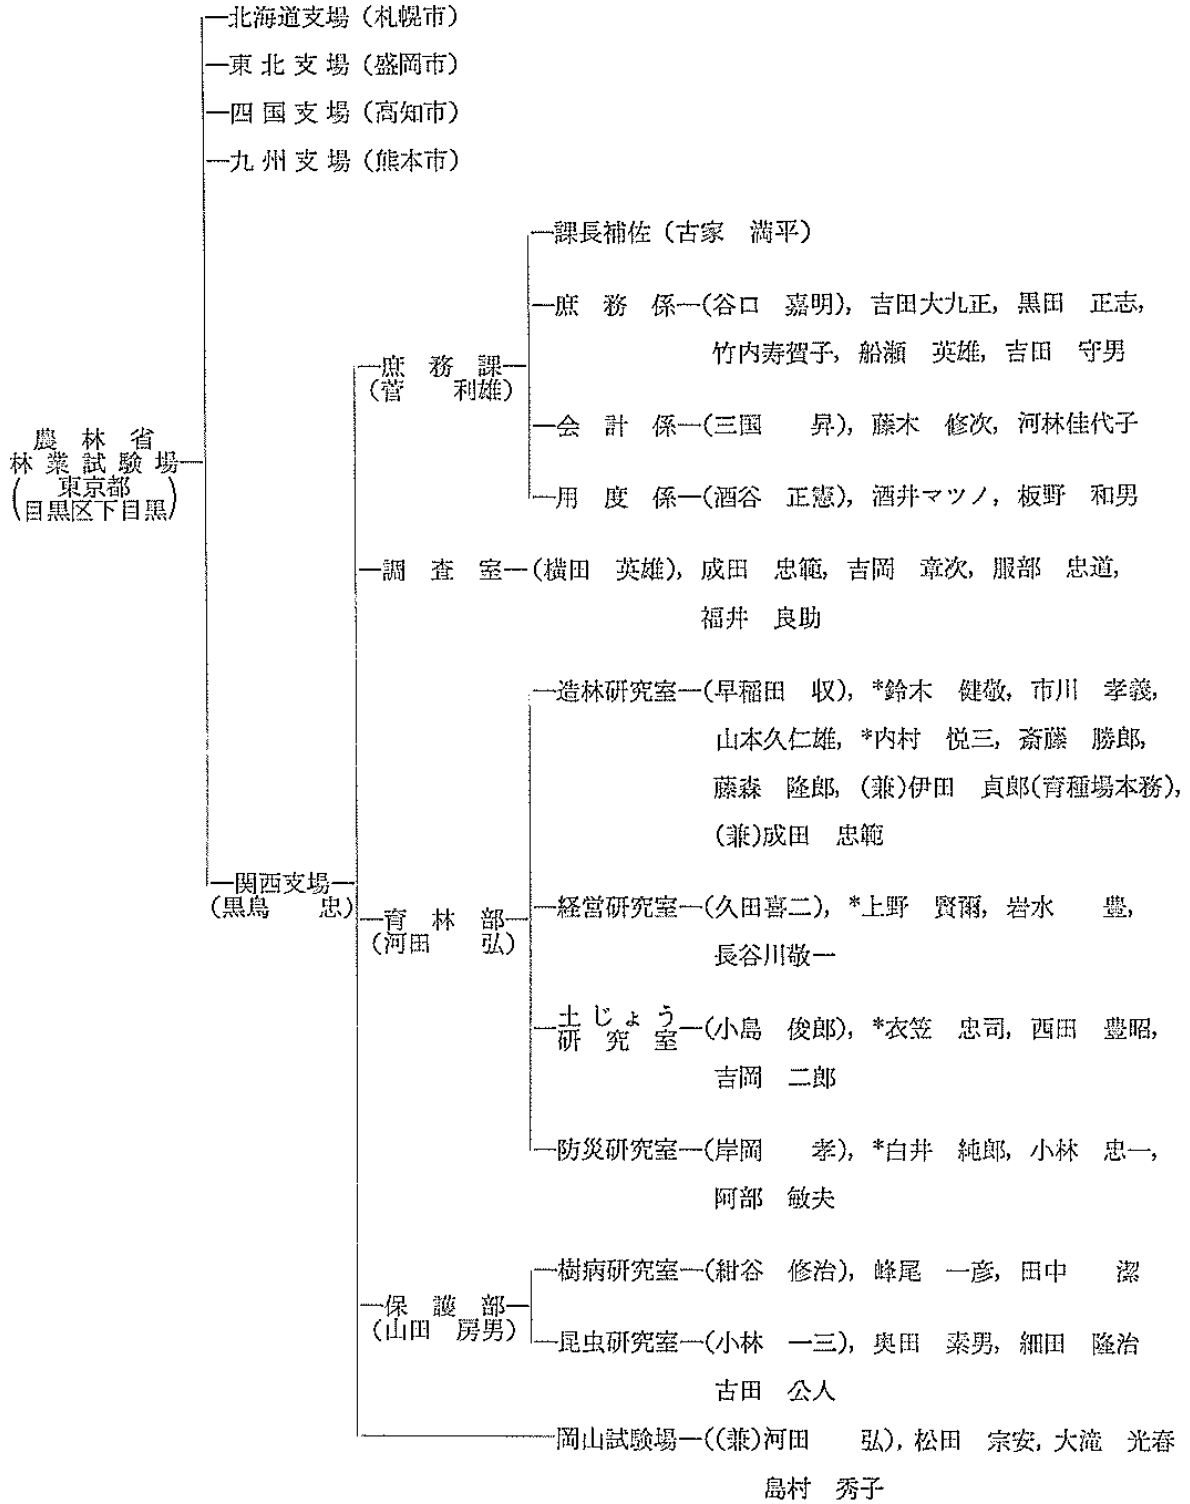 北海道支場（札幌市）
東北支場（盛岡市）
四国支場（高知市）
九州支場（熊本市）
課長補佐（古家　満平）
庶務係―(谷口　嘉明), 吉田大九正, 黒田　正志,
竹内寿賀子, 船瀬　英雄, 吉田　守男
庶務課
(菅　利雄)
会計係―(三国　昇), 藤木　修次, 河林佳代子
農林省
林業試験場
(東京都
目黒区下目黒)
用度係―(酒谷　正憲), 酒井マツノ, 板野　和男
調査室―(横田　英雄), 成田　忠範, 吉岡　章次, 服部　忠道,
福井　良助
造林研究室―(早稲田　収), *鈴木　健敬, 市川　孝義,
山本久仁雄, *内村　悦三, 斎藤　勝郎,
藤森　隆郎, (兼)伊田　貞郎(育種場本務),
(兼)成田　忠範
関西支場
(黒鳥　忠)
育林部
(河田　弘)
経営研究室―(久田喜二), *上野　賢爾, 岩水　豊,
長谷川敬一
土じょう
研究室―(小島　俊郎), *衣笠　忠司, 西田　豊昭,
吉岡　二郎
防災研究室―(岸岡　孝), *白井　純郎, 小林　忠一,
阿部　敏夫
樹病研究室―(紺谷　修治), 峰尾　一彦, 田中　潔
保護部
(山田　房男)
昆虫研究室―(小林　一三), 奥田　素男, 細田　隆治
古田　公人
岡山試験場―((兼)河田　弘), 松田　宗安, 大滝　光春
島村　秀子